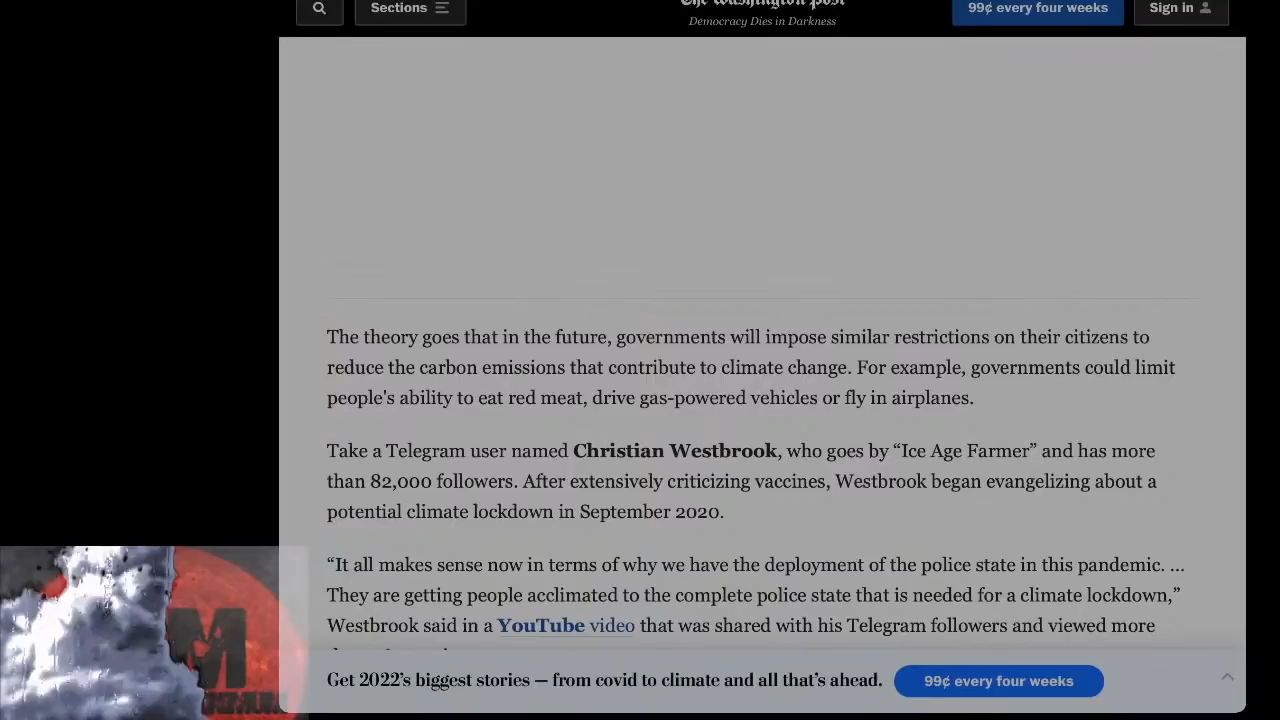 Sections
The Washington Post
99¢ every four weeks
Sign in
Democracy Dies in Darkness
The theory goes that in the future, governments will impose similar restrictions on their citizens to
reduce the carbon emissions that contribute to climate change. For example, governments could limit
people's ability to eat red meat, drive gas-powered vehicles or fly in airplanes.
Take a Telegram user named Christian Westbrook, who goes by “Ice Age Farmer” and has more
than 82,000 followers. After extensively criticizing vaccines, Westbrook began evangelizing about a
potential climate lockdown in September 2020.
“It all makes sense now in terms of why we have the deployment of the police state in this pandemic. ...
They are getting people acclimated to the complete police state that is needed for a climate lockdown,”
Westbrook said in a YouTube video that was shared with his Telegram followers and viewed more
Get 2022’s biggest stories — from covid to climate and all that’s ahead.
99¢ every four weeks
M